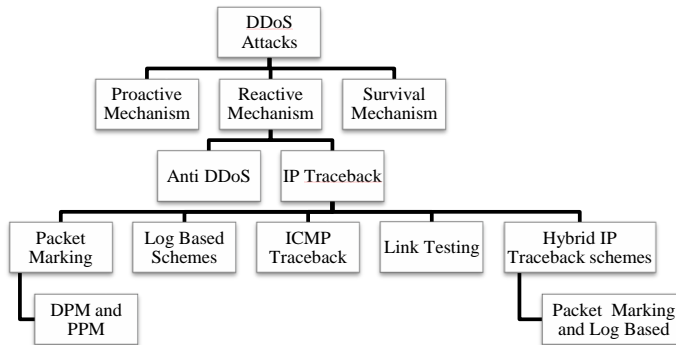 DDoS
Attacks
Proactive
Mechanism
Reactive
Mechanism
Survival
Mechanism
Anti DDoS
IP Traceback
Packet
Marking
Log Based
Schemes
ICMP
Traceback
Link Testing
Hybrid IP
Traceback schemes
DPM and
PPM
Packet Marking
and Log Based